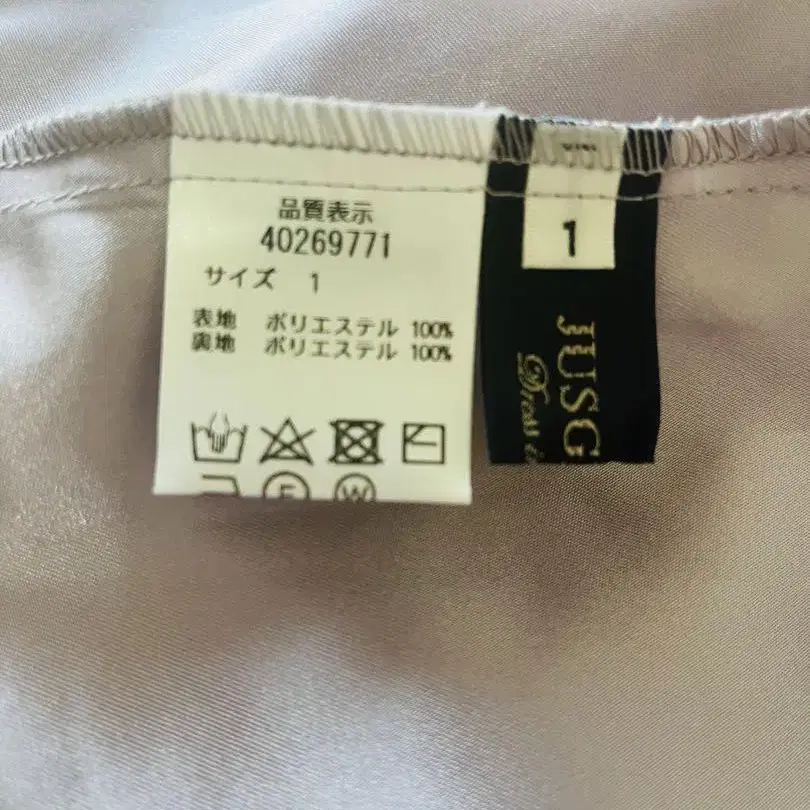 品質表示
40269771
サイズ 1
表地 ポリエステル 100%
裏地 ポリエステル 100%
F
W
1
JUSG
Dress